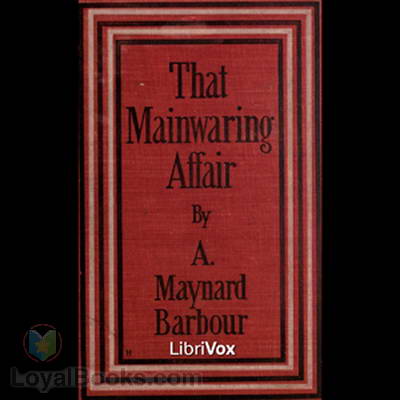 That
Mainwaring
Affair
By
A.
Maynard
Barbour
LibriVox
LoyalBooks.com